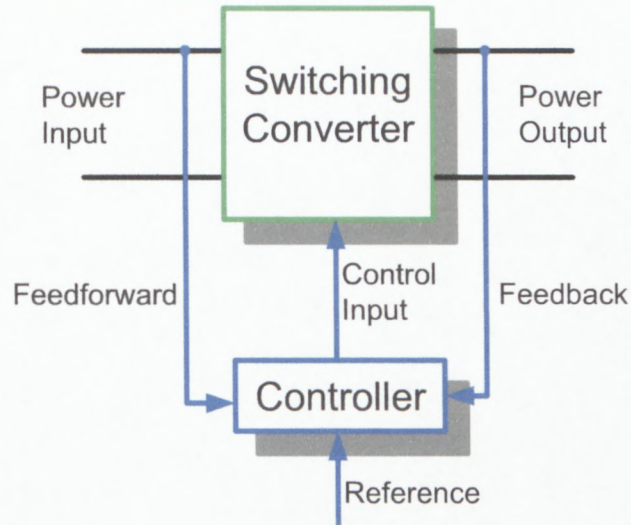 Switching
Converter
Power
Input
Power
Output
Feedforward
Control
Input
Feedback
Controller
Reference